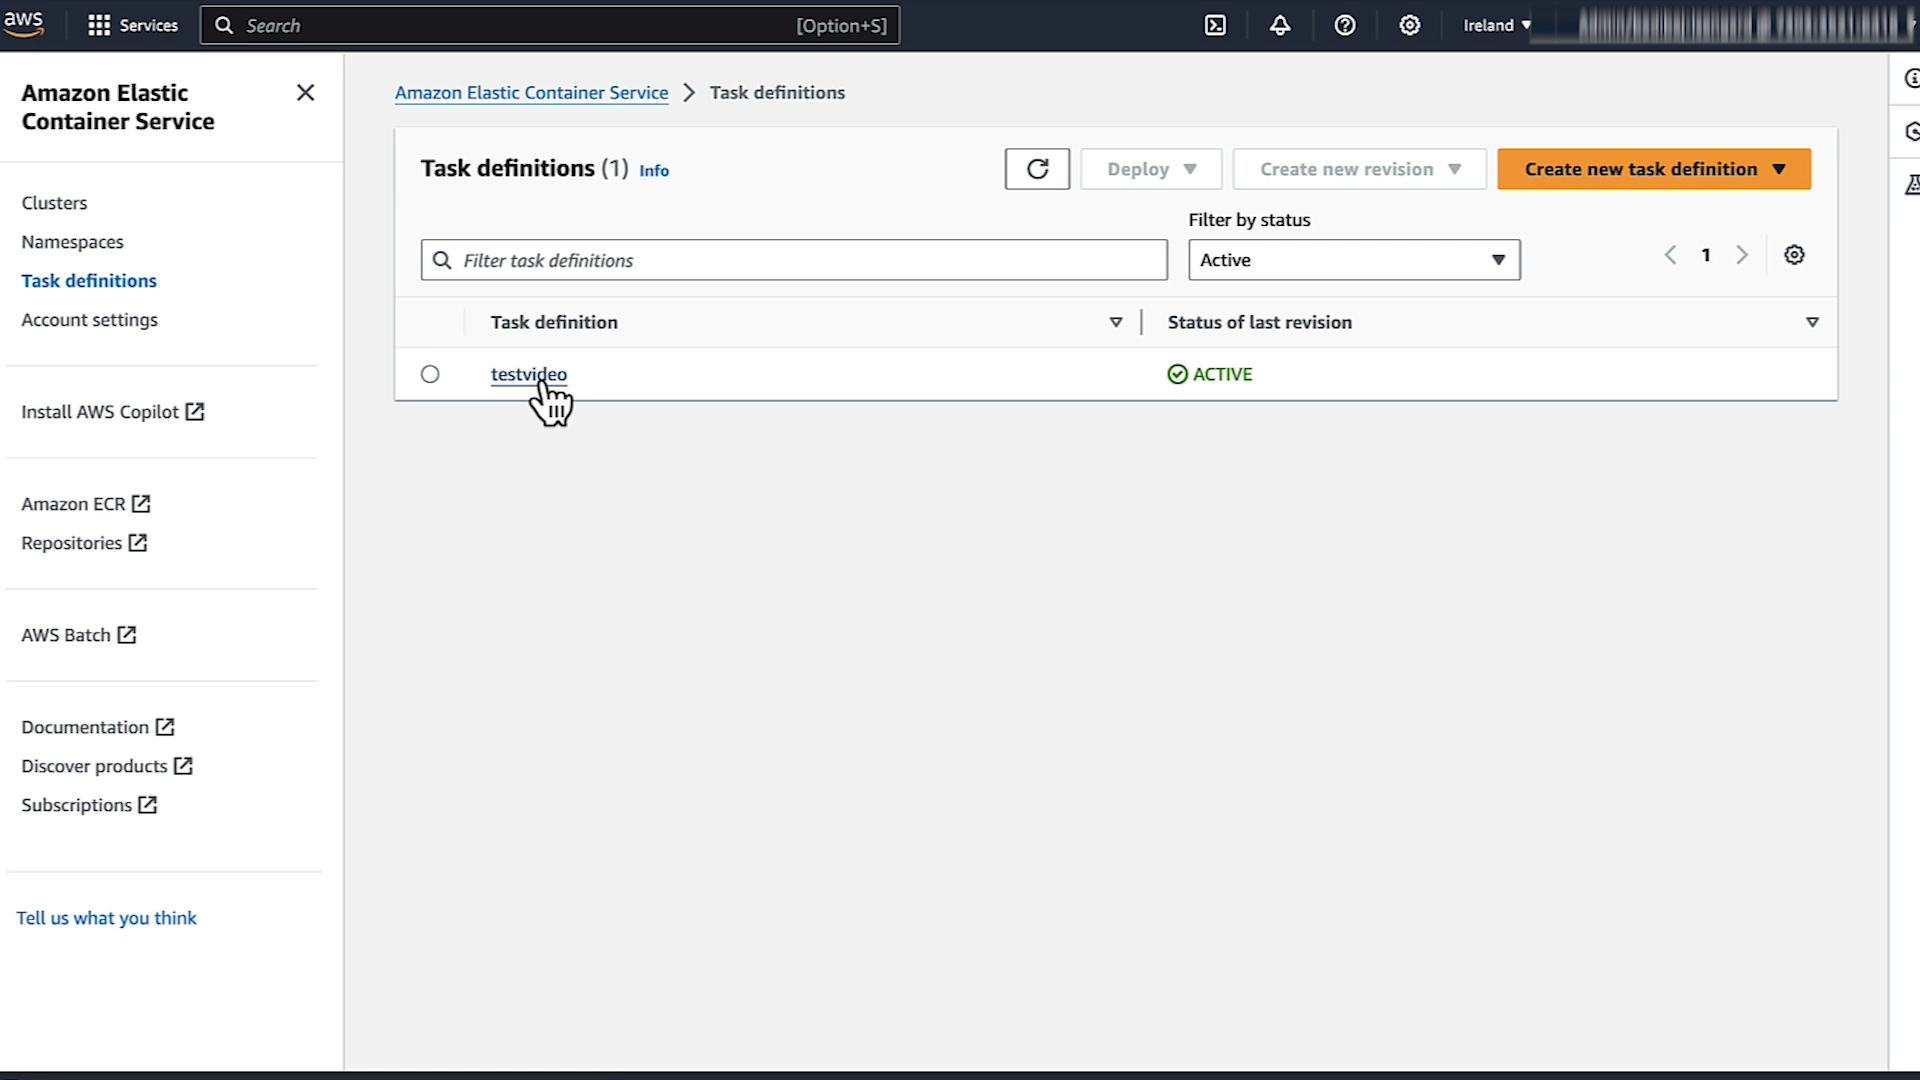 aws
Services
Search
[Option+S]
Ireland
Amazon Elastic
Container Service
Clusters
Namespaces
Task definitions
Account settings
Install AWS Copilot
Amazon ECR
Repositories
AWS Batch
Documentation
Discover products
Subscriptions
Tell us what you think
Amazon Elastic Container Service
Task definitions
Task definitions (1) Info
Deploy
Create new revision
Create new task definition
Filter by status
Filter task definitions
Active
1
Task definition
Status of last revision
testvideo
ACTIVE